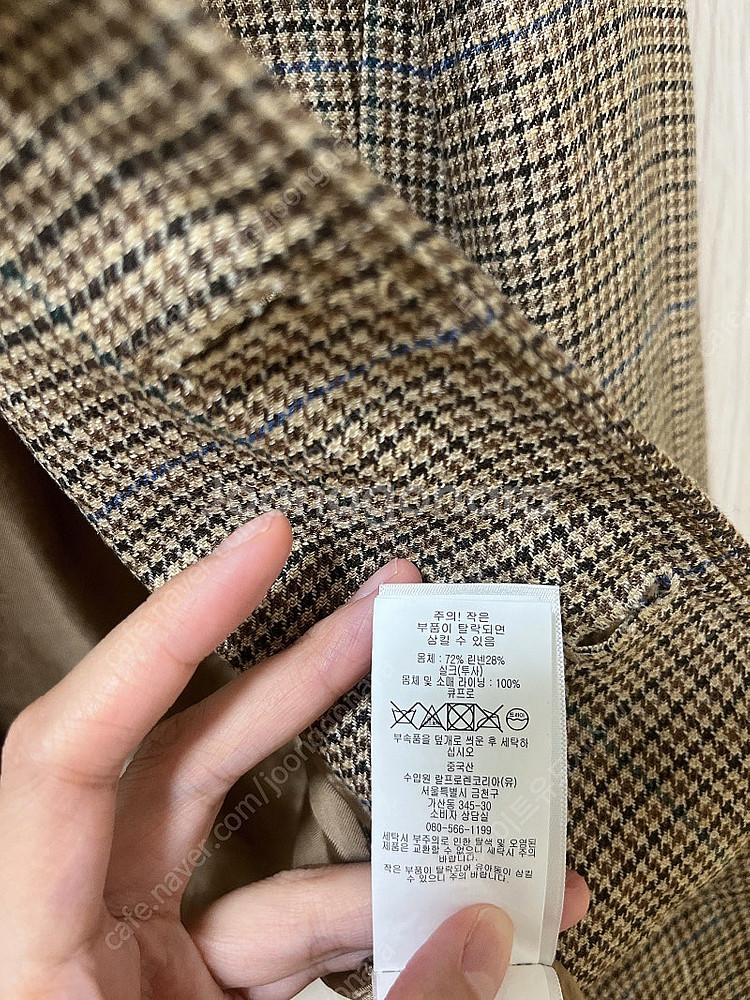 주의! 작은
부품이 탈락되면
삼킬 수 있음
몸체 : 72% 린넨28%
실크(투사)
몸체 및 소매 라이닝 : 100%
큐프로
드라이
부속품을 덮개로 씌운 후 세탁하
십시오
중국산
수입원 랄프로렌코리아(유)
서울특별시 금천구
가산동 345-30
소비자 상담실
080-566-1199
세탁시 부주의로 인한 탈색 및 오염된
제품은 교환할 수 없으니 세탁시 주의
바랍니다.
작은 부품이 탈락되어 유아동이 삼킬
수 있으니 주의 바랍니다.
joonggonara
cafe.naver.com/joonggonara